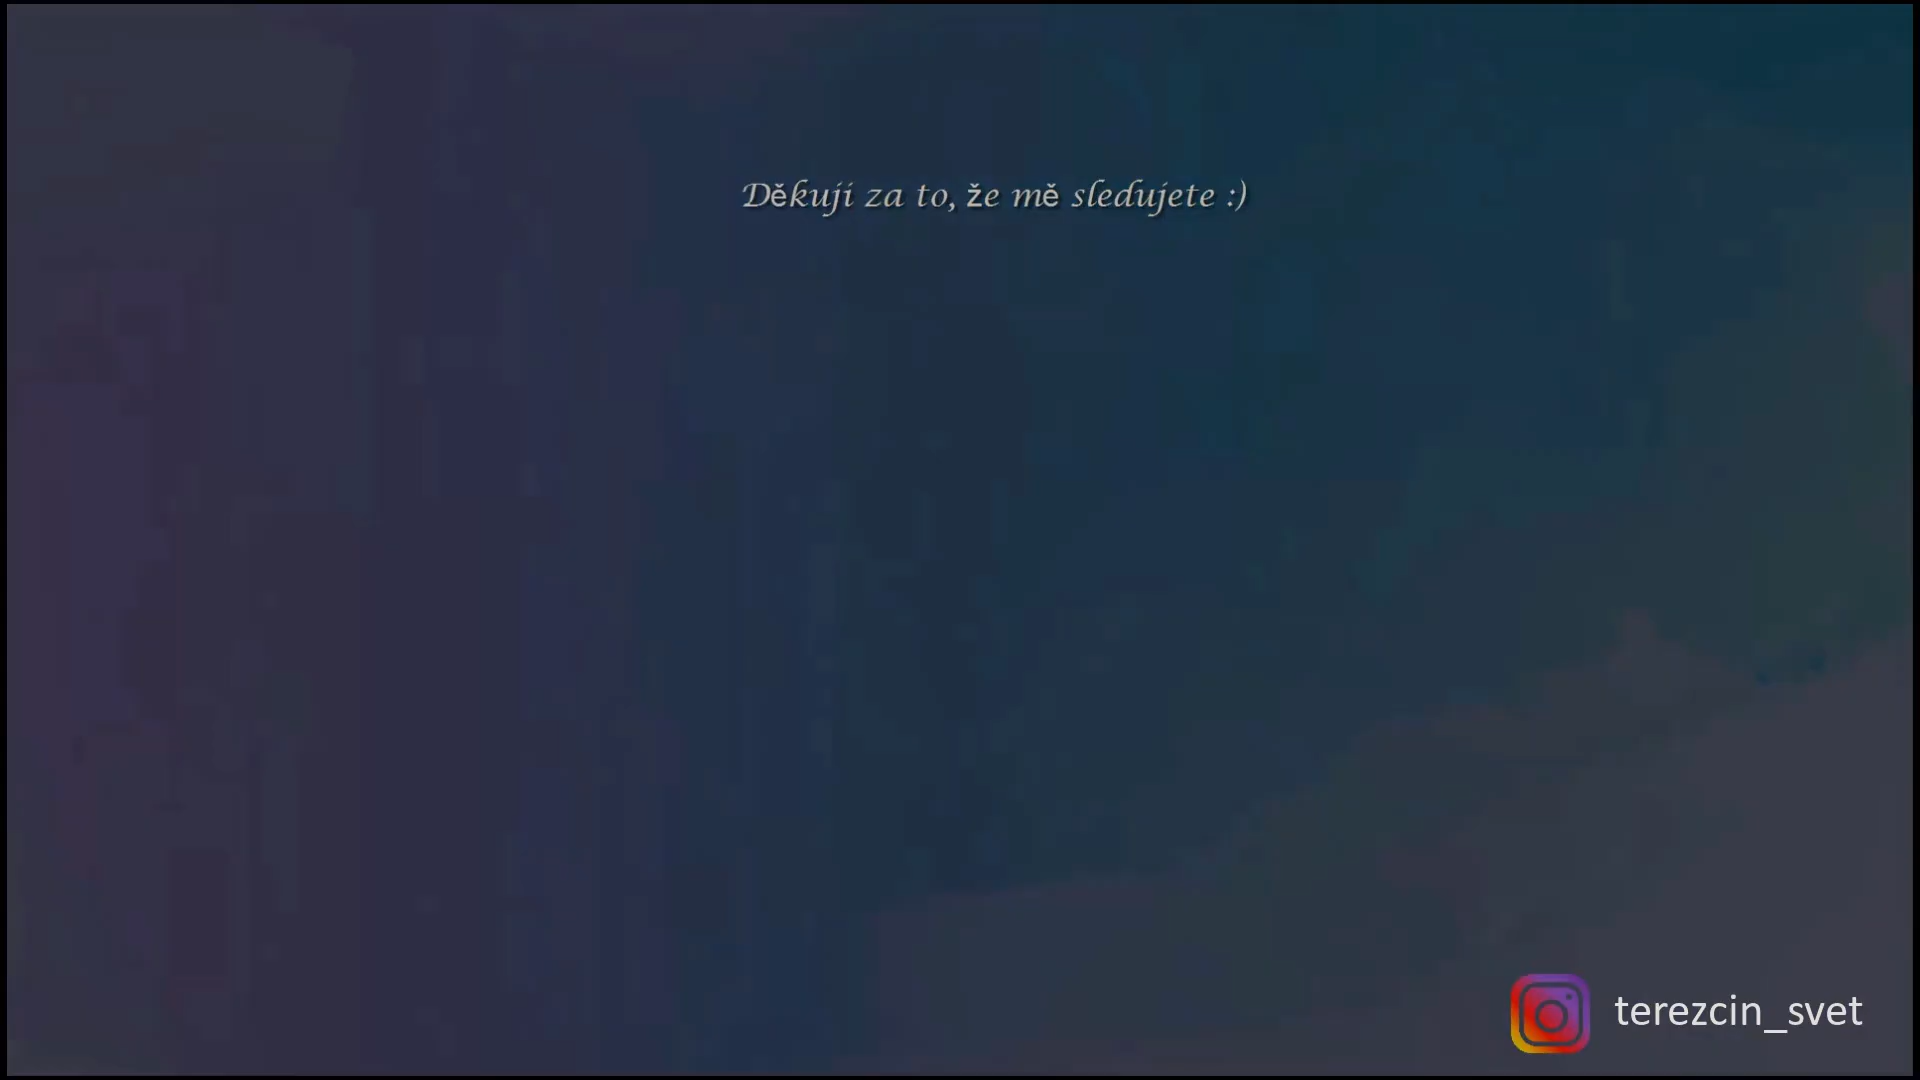 Děkuji za to, že mě sledujete :)
terezcin_svet